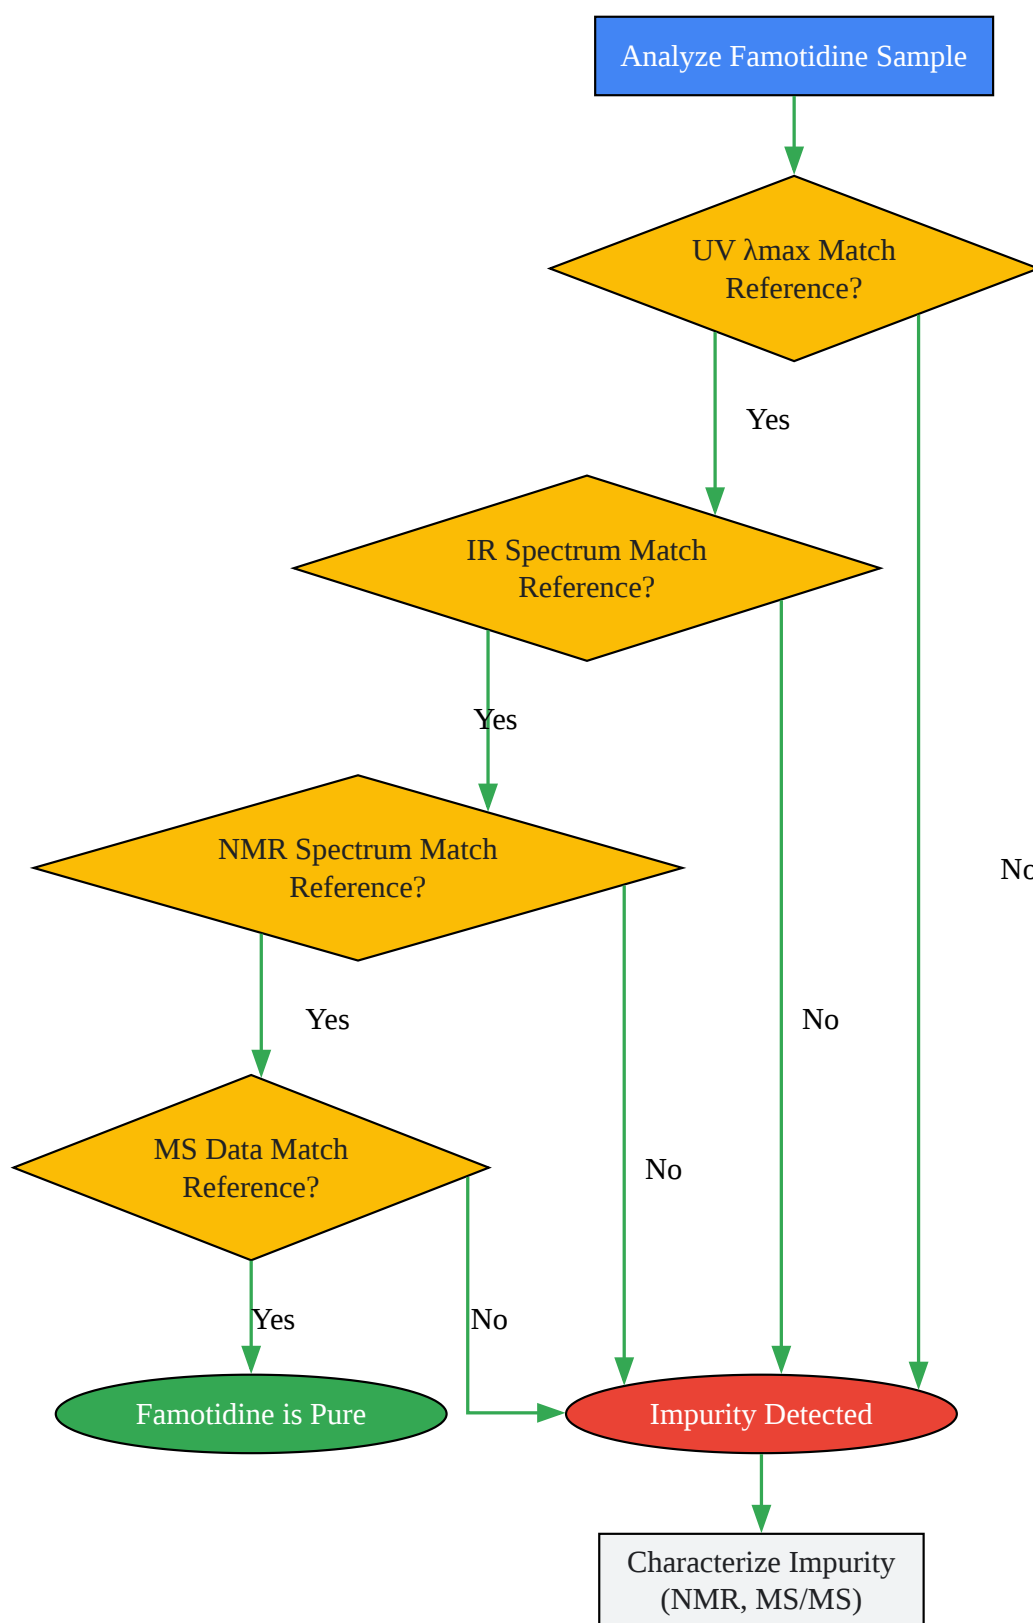 Analyze Famotidine Sample
UV λmax Match
Reference?
Yes
IR Spectrum Match
Reference?
Yes
NMR Spectrum Match
Reference?
No
Yes
No
MS Data Match
Reference?
No
Yes
No
Famotidine is Pure
Impurity Detected
Characterize Impurity
(NMR, MS/MS)